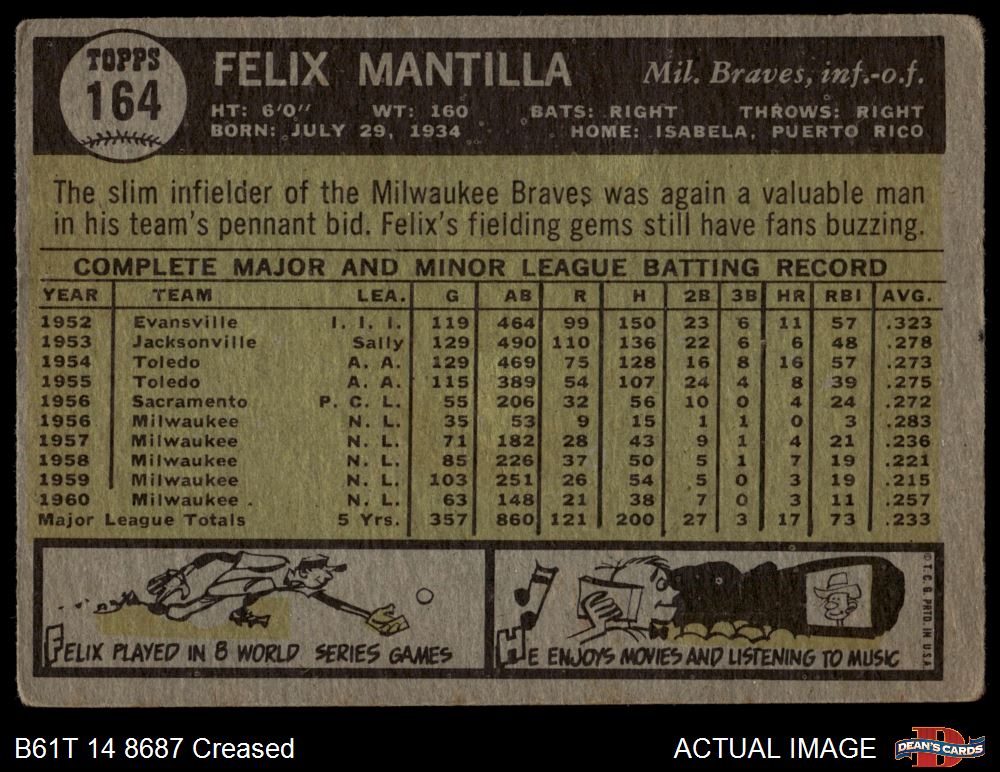 TOPPS
164
FELIX MANTILLA Mil. Braves, inf.-o.f.
HT: 6'0" WT: 160 BATS: RIGHT THROWS: RIGHT
BORN: JULY 29, 1934 HOME: ISABELA, PUERTO RICO
The slim infielder of the Milwaukee Braves was again a valuable man
in his team's pennant bid. Felix's fielding gems still have fans buzzing.
COMPLETE MAJOR AND MINOR LEAGUE BATTING RECORD
YEAR TEAM LEA. G AB R H 2B 3B HR RBI AVG.
1952 Evansville I. I. I. 119 464 99 150 23 6 11 57 .323
1953 Jacksonville Sally 129 490 110 136 22 6 6 48 .278
1954 Toledo A. A. 129 469 75 128 16 8 16 57 .273
1955 Toledo A. A. 115 389 54 107 24 4 8 39 .275
1956 Sacramento P. C. L. 55 206 32 56 10 0 4 24 .272
1956 Milwaukee N. L. 35 53 9 15 1 1 0 3 .283
1957 Milwaukee N. L. 71 182 28 43 9 1 4 21 .236
1958 Milwaukee N. L. 85 226 37 50 5 1 7 19 .221
1959 Milwaukee N. L. 103 251 26 54 5 0 3 19 .215
1960 Milwaukee N. L. 63 148 21 38 7 0 3 11 .257
Major League Totals 5 Yrs. 357 860 121 200 27 3 17 73 .233
FELIX PLAYED IN 8 WORLD SERIES GAMES
HE ENJOYS MOVIES AND LISTENING TO MUSIC
© T. C. G. PRTD. IN U.S.A.
B61T 14 8687 Creased
ACTUAL IMAGE
DEAN'S CARDS